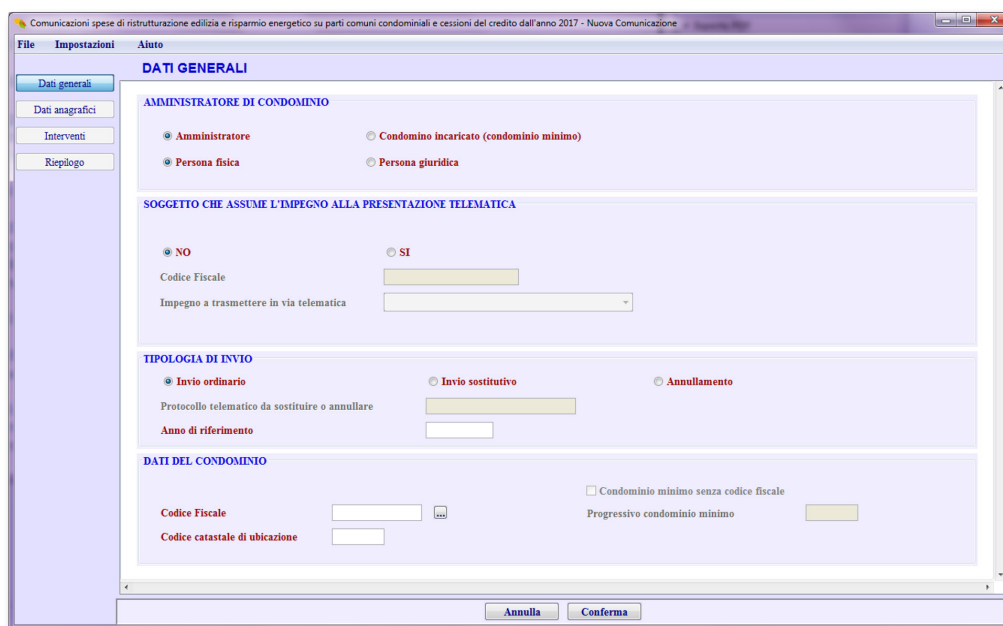 Comunicazioni spese di ristrutturazione edilizia e risparmio energetico su parti comuni condominiali e cessioni del credito dall'anno 2017 - Nuova Comunicazione
File Impostazioni Aiuto
DATI GENERALI
Dati generali
Dati anagrafici
Interventi
Riepilogo
AMMINISTRATORE DI CONDOMINIO
Amministratore Condomino incaricato (condominio minimo)
Persona fisica Persona giuridica
SOGGETTO CHE ASSUME L'IMPEGNO ALLA PRESENTAZIONE TELEMATICA
NO SI
Codice Fiscale
Impegno a trasmettere in via telematica
TIPOLOGIA DI INVIO
Invio ordinario Invio sostitutivo Annullamento
Protocollo telematico da sostituire o annullare
Anno di riferimento
DATI DEL CONDOMINIO
Condominio minimo senza codice fiscale
Codice Fiscale ... Progressivo condominio minimo
Codice catastale di ubicazione
Annulla Conferma